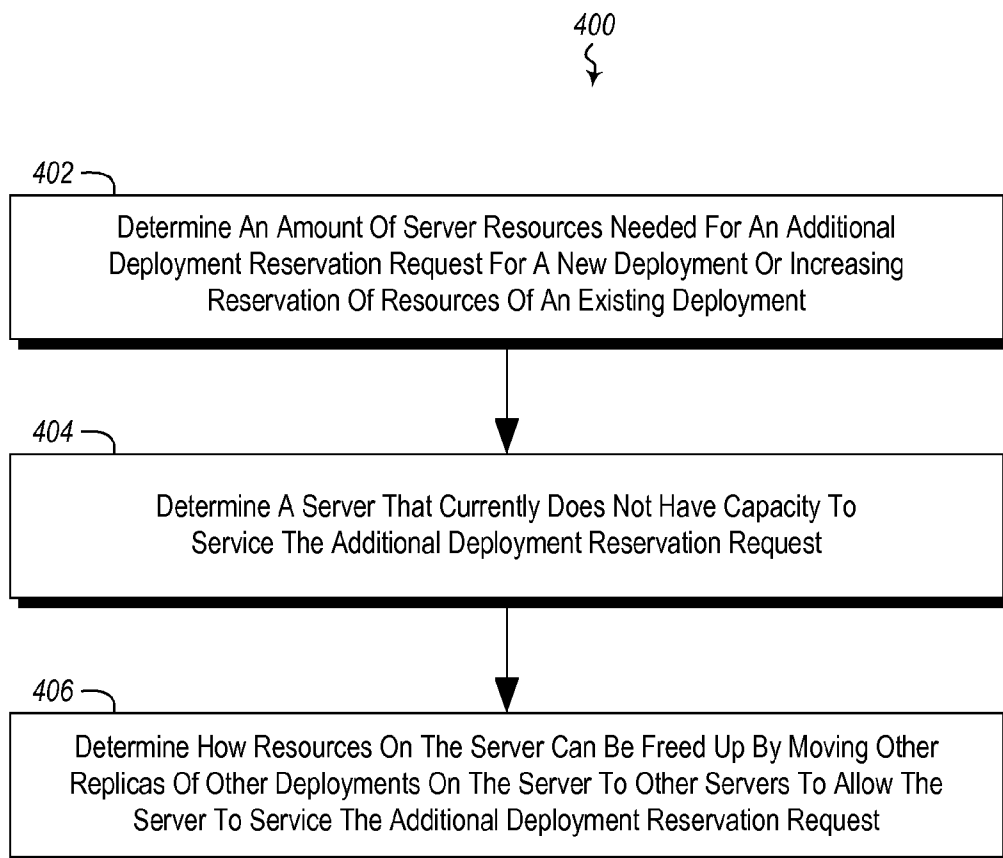 400
402
Determine An Amount Of Server Resources Needed For An Additional
Deployment Reservation Request For A New Deployment Or Increasing
Reservation Of Resources Of An Existing Deployment
404
Determine A Server That Currently Does Not Have Capacity To
Service The Additional Deployment Reservation Request
406
Determine How Resources On The Server Can Be Freed Up By Moving Other
Replicas Of Other Deployments On The Server To Other Servers To Allow The
Server To Service The Additional Deployment Reservation Request